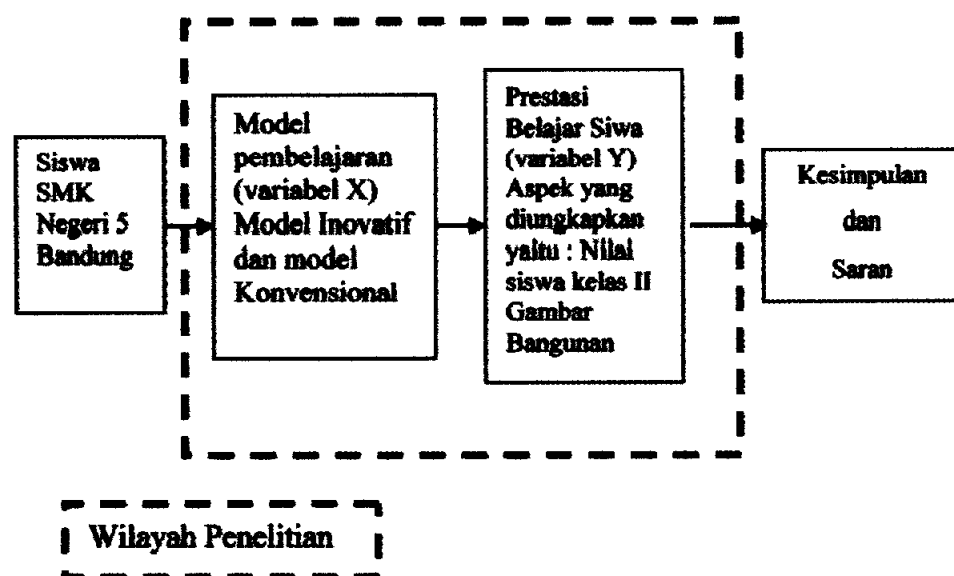 Siswa
SMK
Negeri 5
Bandung
Model
pembelajaran
(variabel X)
Model Inovatif
dan model
Konvensional
Prestasi
Belajar Siwa
(variabel Y)
Aspek yang
diungkapkan
yaitu : Nilai
siswa kelas II
Gambar
Bangunan
Kesimpulan
dan
Saran
Wilayah Penelitian